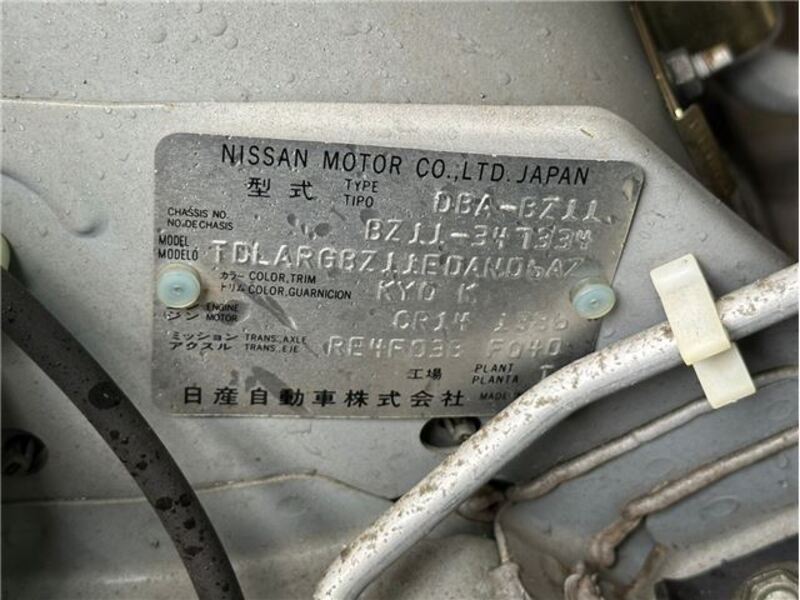 NISSAN MOTOR CO.,LTD. JAPAN
型式 TYPE TIPO DBA-BZ11
CHASSIS NO. NO. DE CHASIS BZ11-347334
MODEL MODELO TDLARGBZ11EDAND6AZ
カラー COLOR, TRIM
トリム COLOR, GUARNICION KY0 K
ジン ENGINE MOTOR CR14 1386
ミッション TRANS. AXLE
アクスル TRANS. EJE RE4F03B FQ40
工場 PLANT PLANTA
日産自動車株式会社 MADE